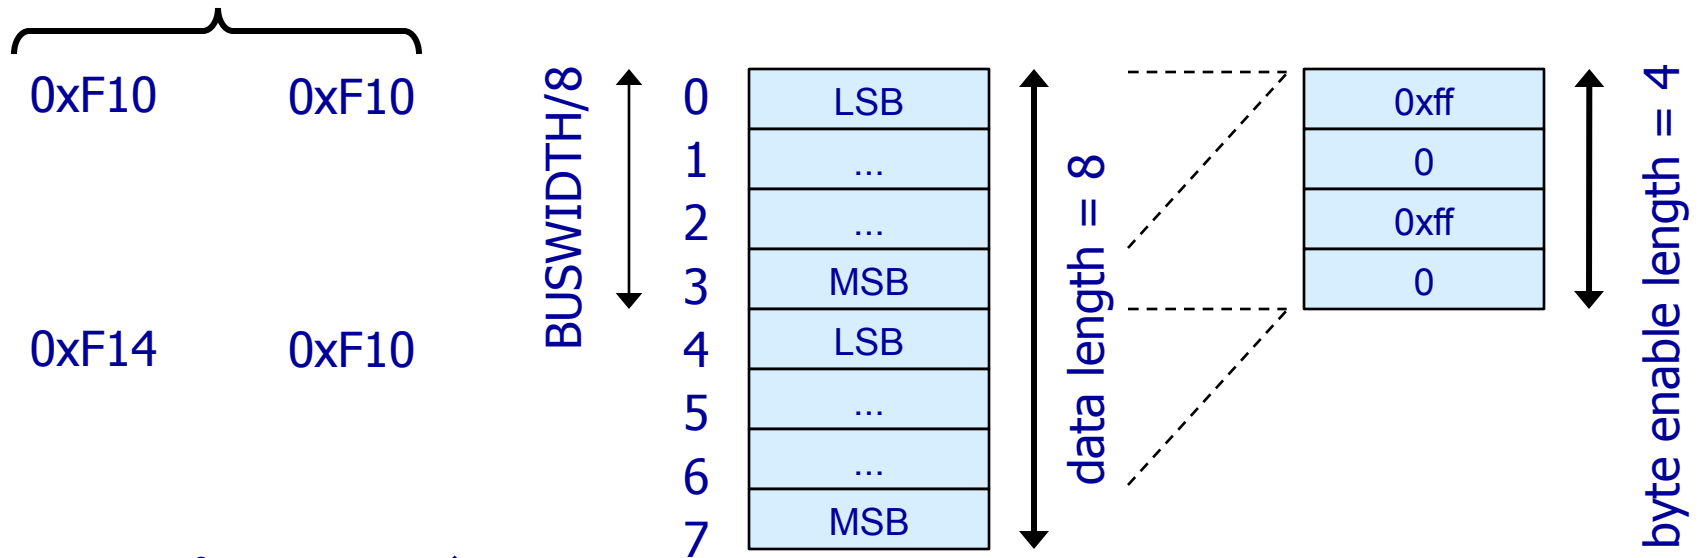 0xF10 0xF10
0xF14 0xF10
BUSWIDTH/8
0 LSB
1 ...
2 ...
3 MSB
4 LSB
5 ...
6 ...
7 MSB
data length = 8
0xff
0
0xff
0
byte enable length = 4